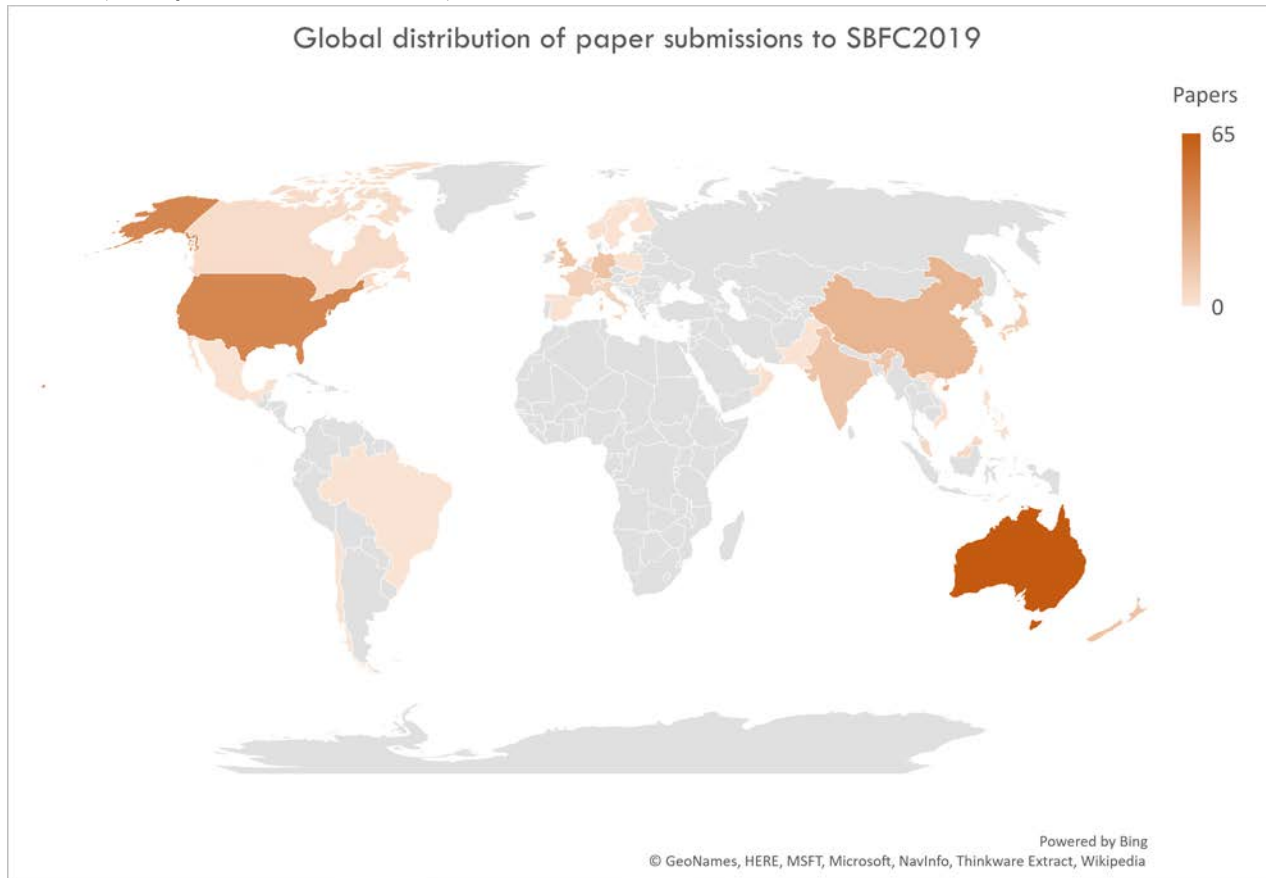 Global distribution of paper submissions to SBFC2019
Papers
65
0
Powered by Bing
© GeoNames, HERE, MSFT, Microsoft, NavInfo, Thinkware Extract, Wikipedia